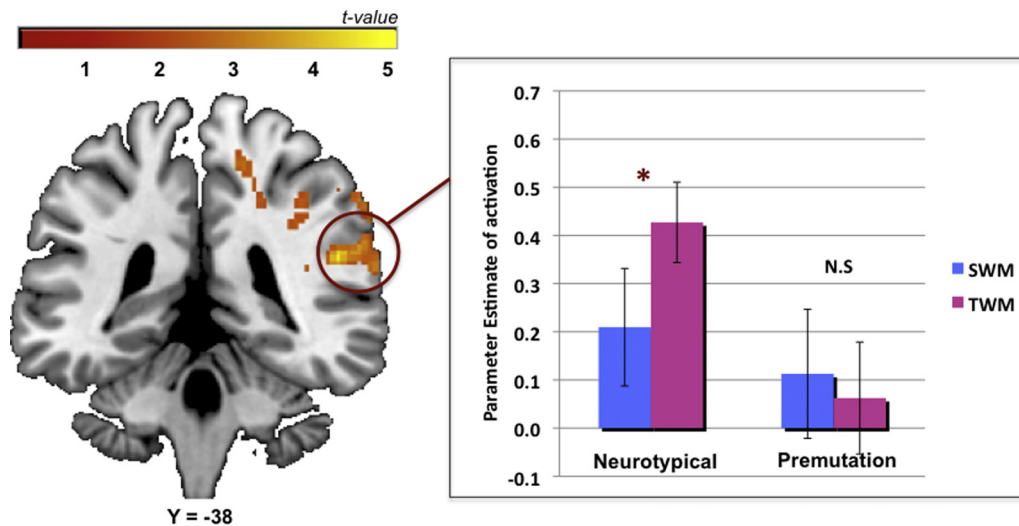 t-value
1 2 3 4 5
Y = -38
Parameter Estimate of activation
0.7
0.6
0.5
0.4
0.3
0.2
0.1
0.0
-0.1
*
N.S
Neurotypical Premutation
SWM
TWM